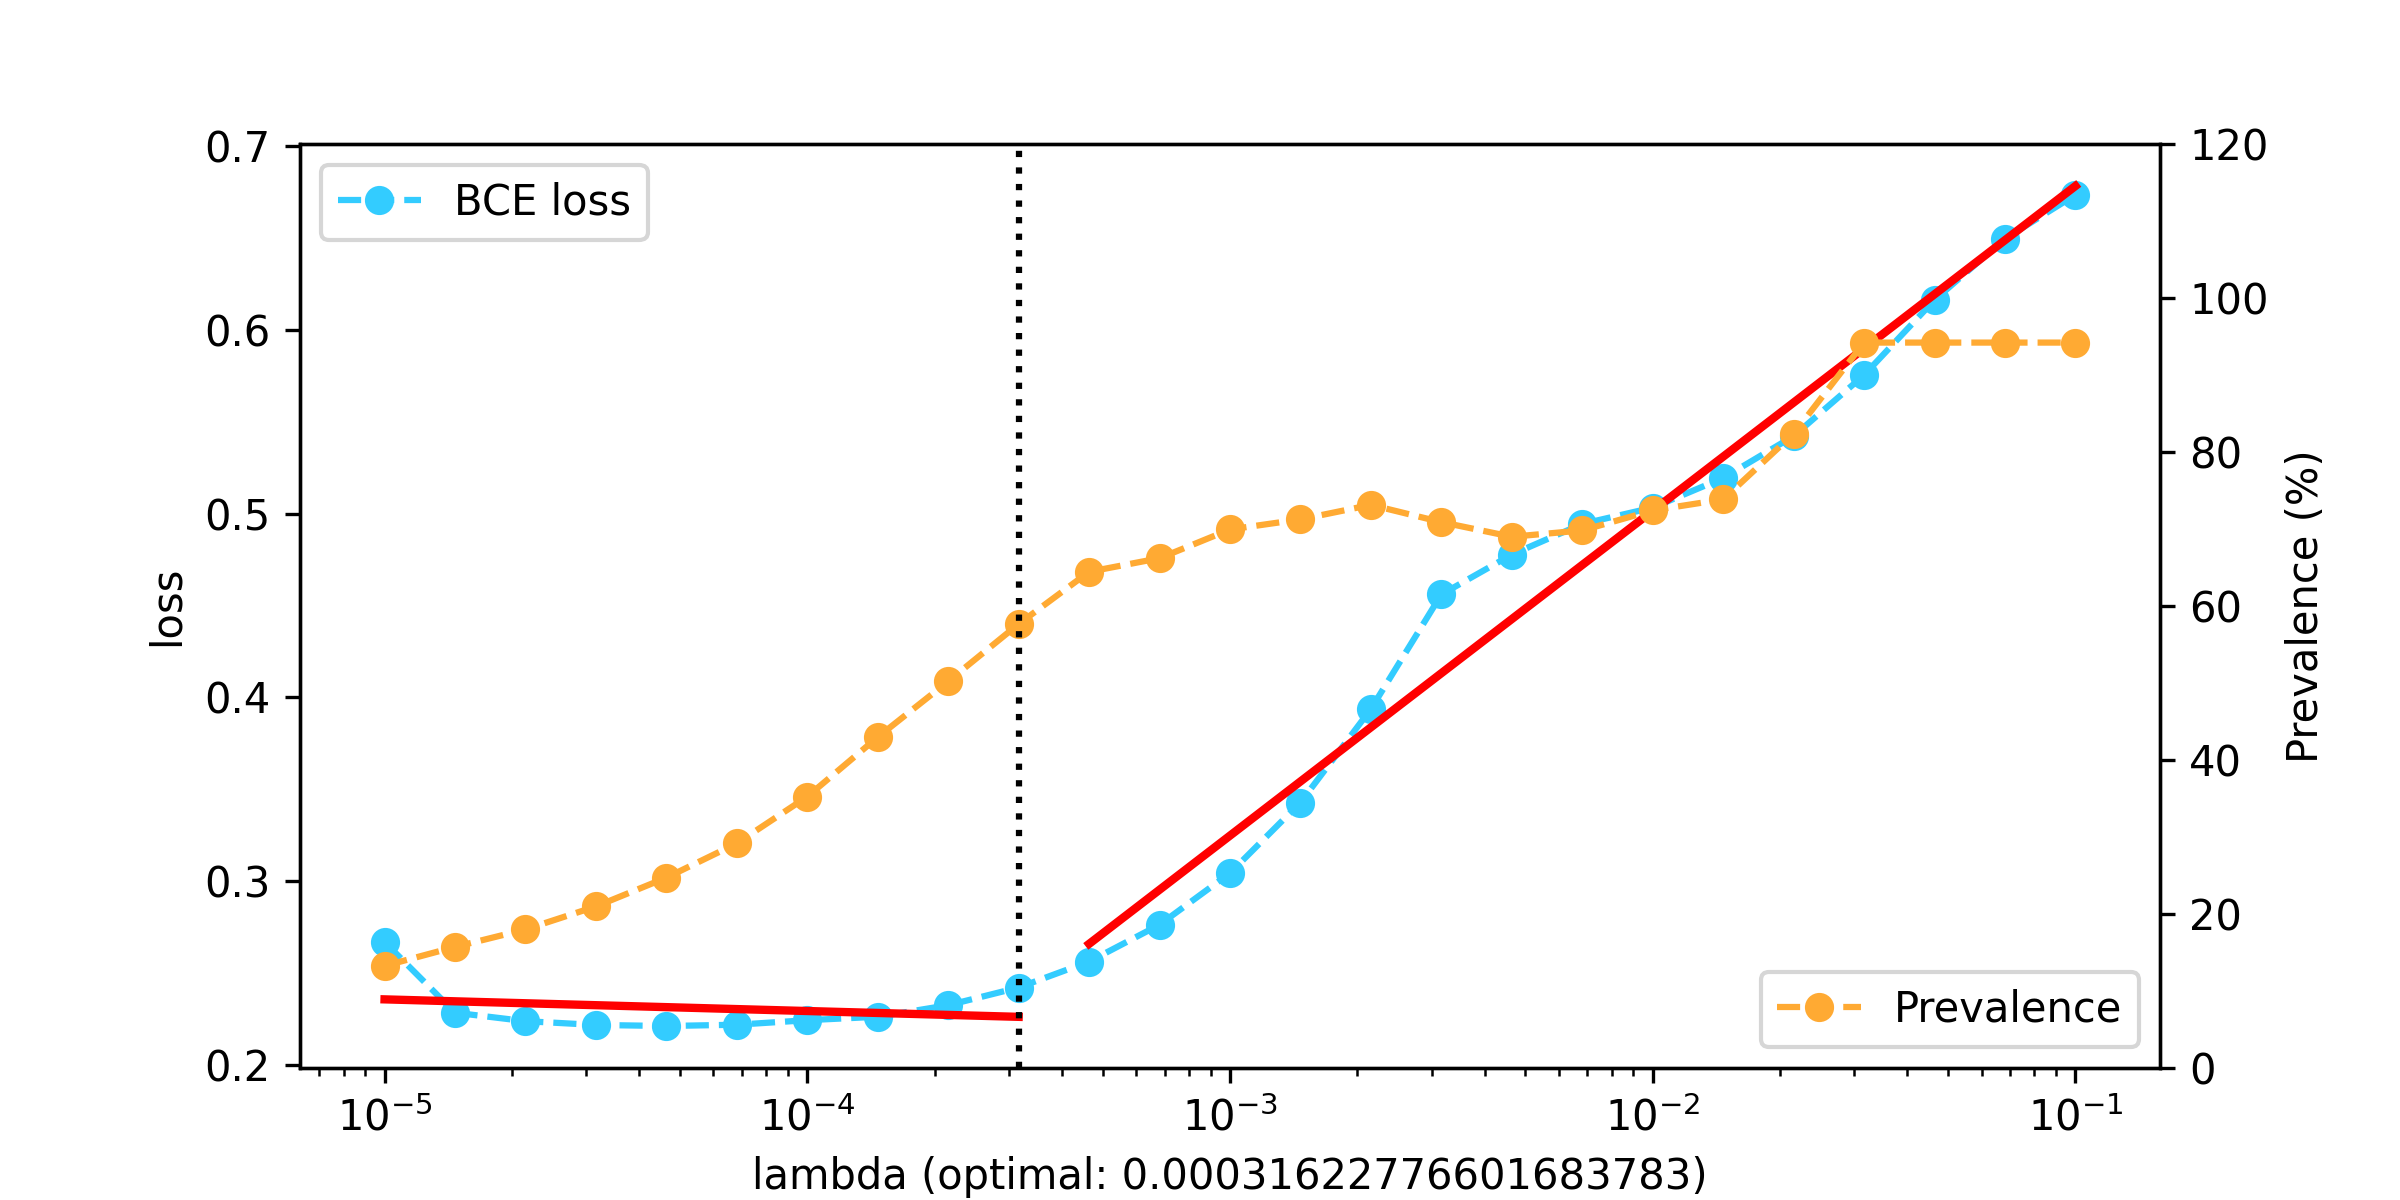 BCE loss
Prevalence
loss
0.7
0.6
0.5
0.4
0.3
0.2
Prevalence (%)
120
100
80
60
40
20
0
10⁻⁵ 10⁻⁴ 10⁻³ 10⁻² 10⁻¹
lambda (optimal: 0.00031622776601683783)